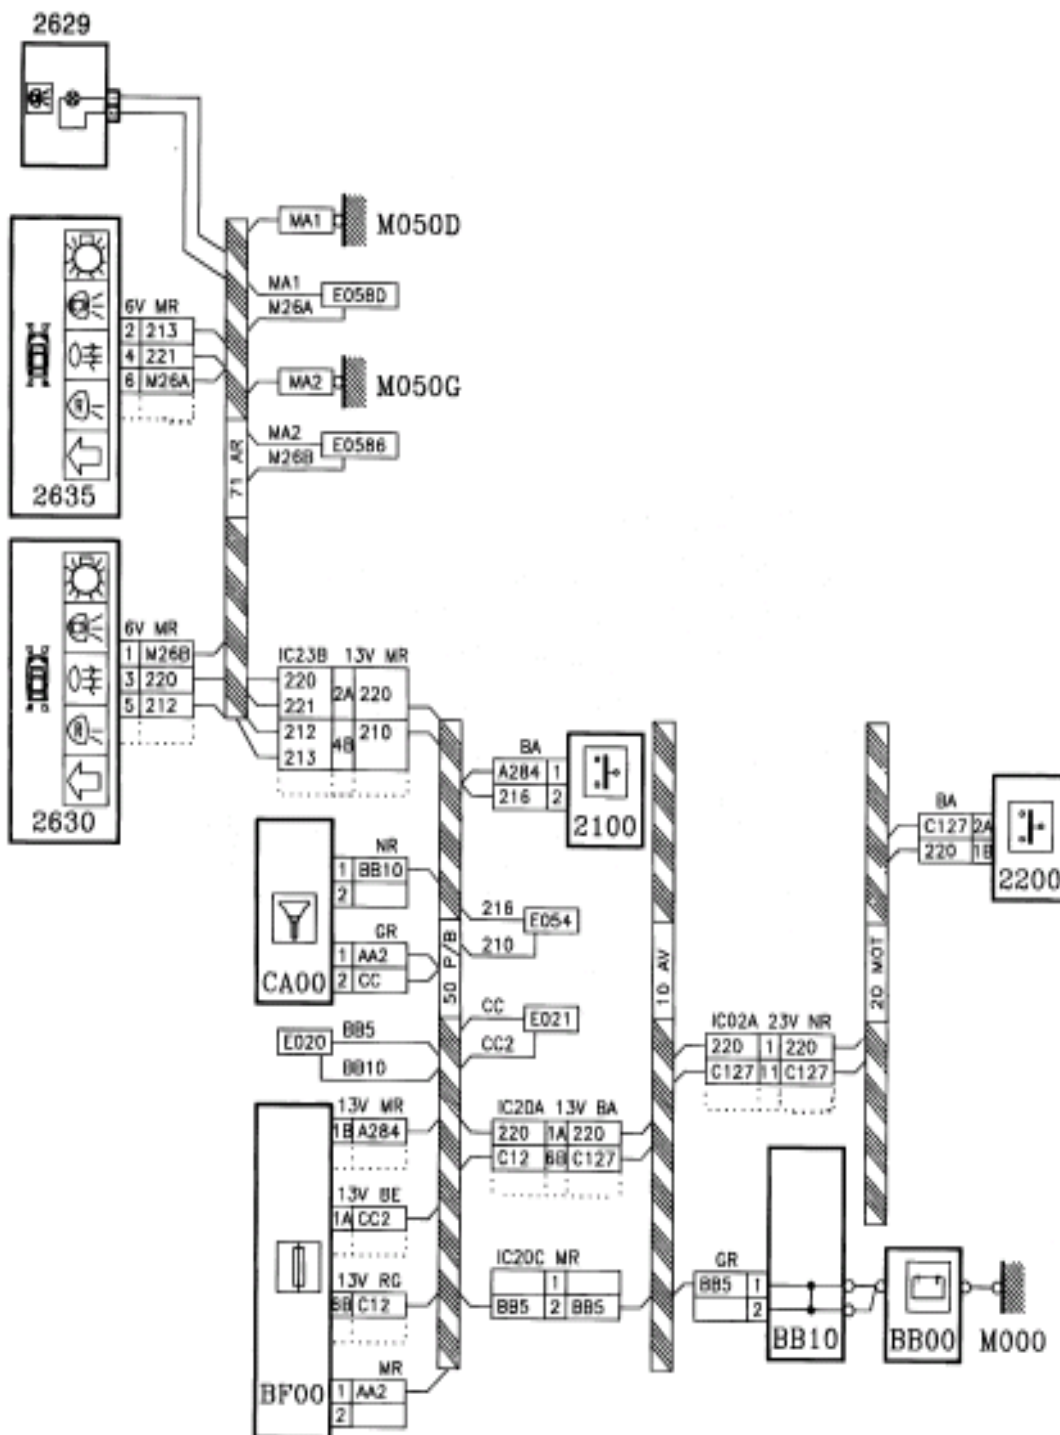 2629
MA1 M050D
MA1
M26A E058D
6V MR
2 213
4 221
6 M26A
MA2 M050G
MA2
M26B E0586
71 AR
2635
6V MR
1 M26B
3 220
5 212
2630
IC23B 13V MR
220 2A 220
221
212 4B 210
213
BA
A284 1
216 2
2100
BA
C127 2A
220 1B
2200
NR
1 BB10
2
GR
1 AA2
2 CC
CA00
216 E054
210
50 P/B
10 AV
20 MOT
CC E021
CC2
E020 BB5
BB10
IC02A 23V NR
220 1 220
C127 11 C127
13V MR
1B A284
IC20A 13V BA
220 1A 220
C12 6B C127
13V BE
1A CC2
13V RG
6B C12
IC20C MR
1
BB5 2 BB5
GR
BB5 1
2
BB10 BB00 M000
MR
1 AA2
2
BF00